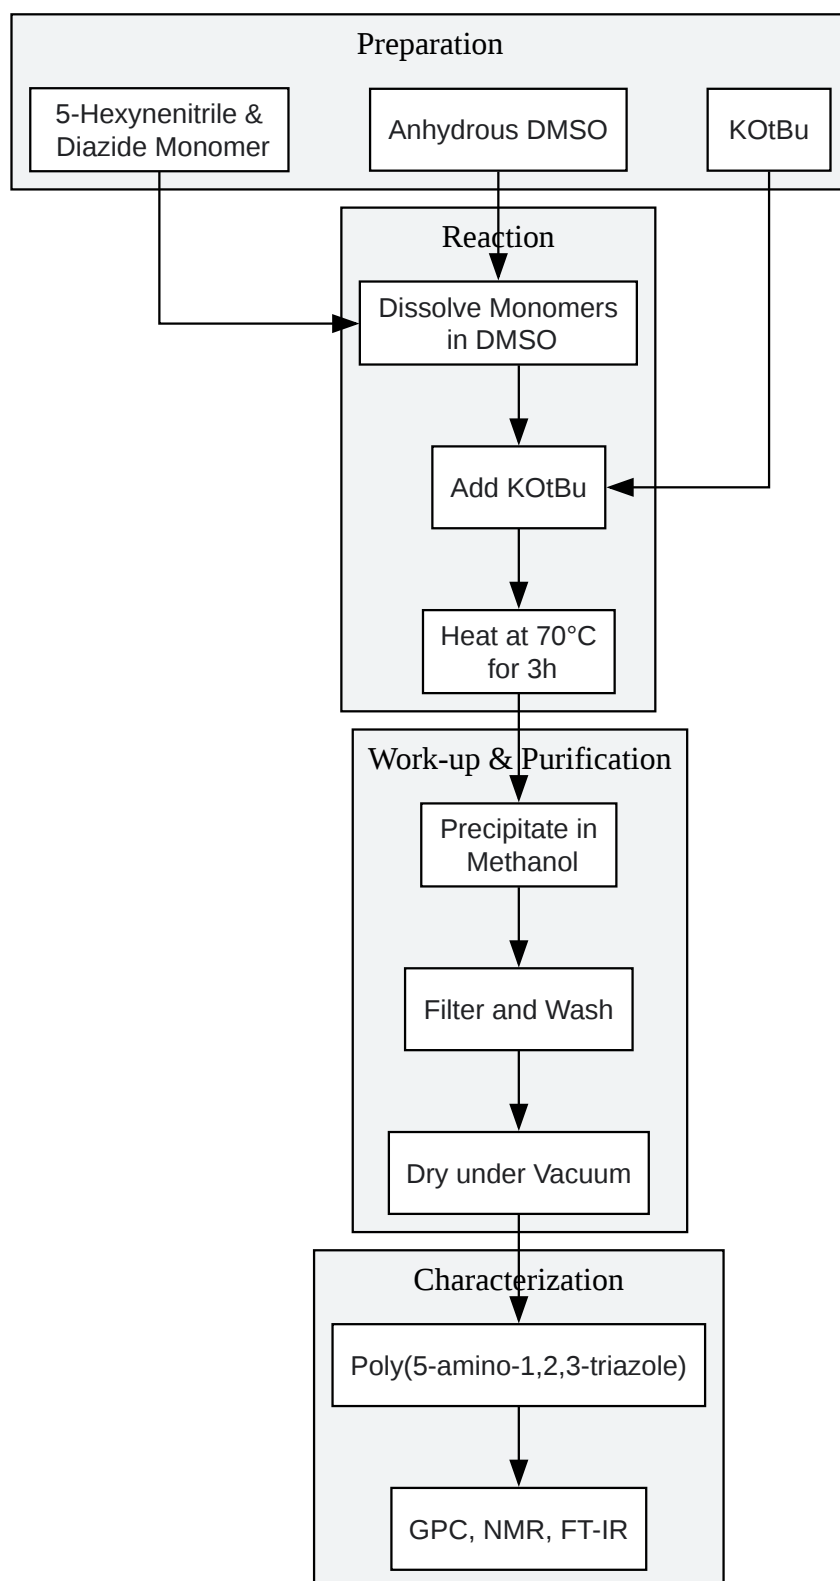 Preparation
5-Hexynenitrile &
Diazide Monomer
Anhydrous DMSO
KOtBu
Reaction
Dissolve Monomers
in DMSO
Add KOtBu
Heat at 70°C
for 3h
Work-up & Purification
Precipitate in
Methanol
Filter and Wash
Dry under Vacuum
Characterization
Poly(5-amino-1,2,3-triazole)
GPC, NMR, FT-IR